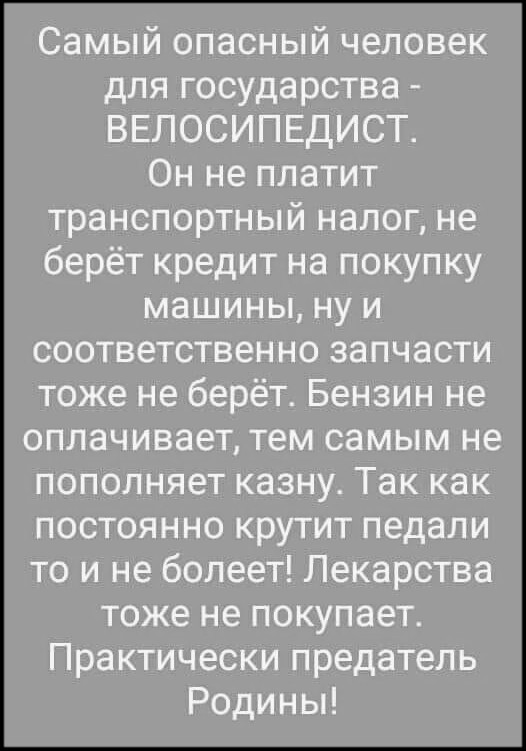 Самый опасный человек
для государства -
ВЕЛОСИПЕДИСТ.
Он не платит
транспортный налог, не
берёт кредит на покупку
машины, ну и
соответственно запчасти
тоже не берёт. Бензин не
оплачивает, тем самым не
пополняет казну. Так как
постоянно крутит педали
то и не болеет! Лекарства
тоже не покупает.
Практически предатель
Родины!